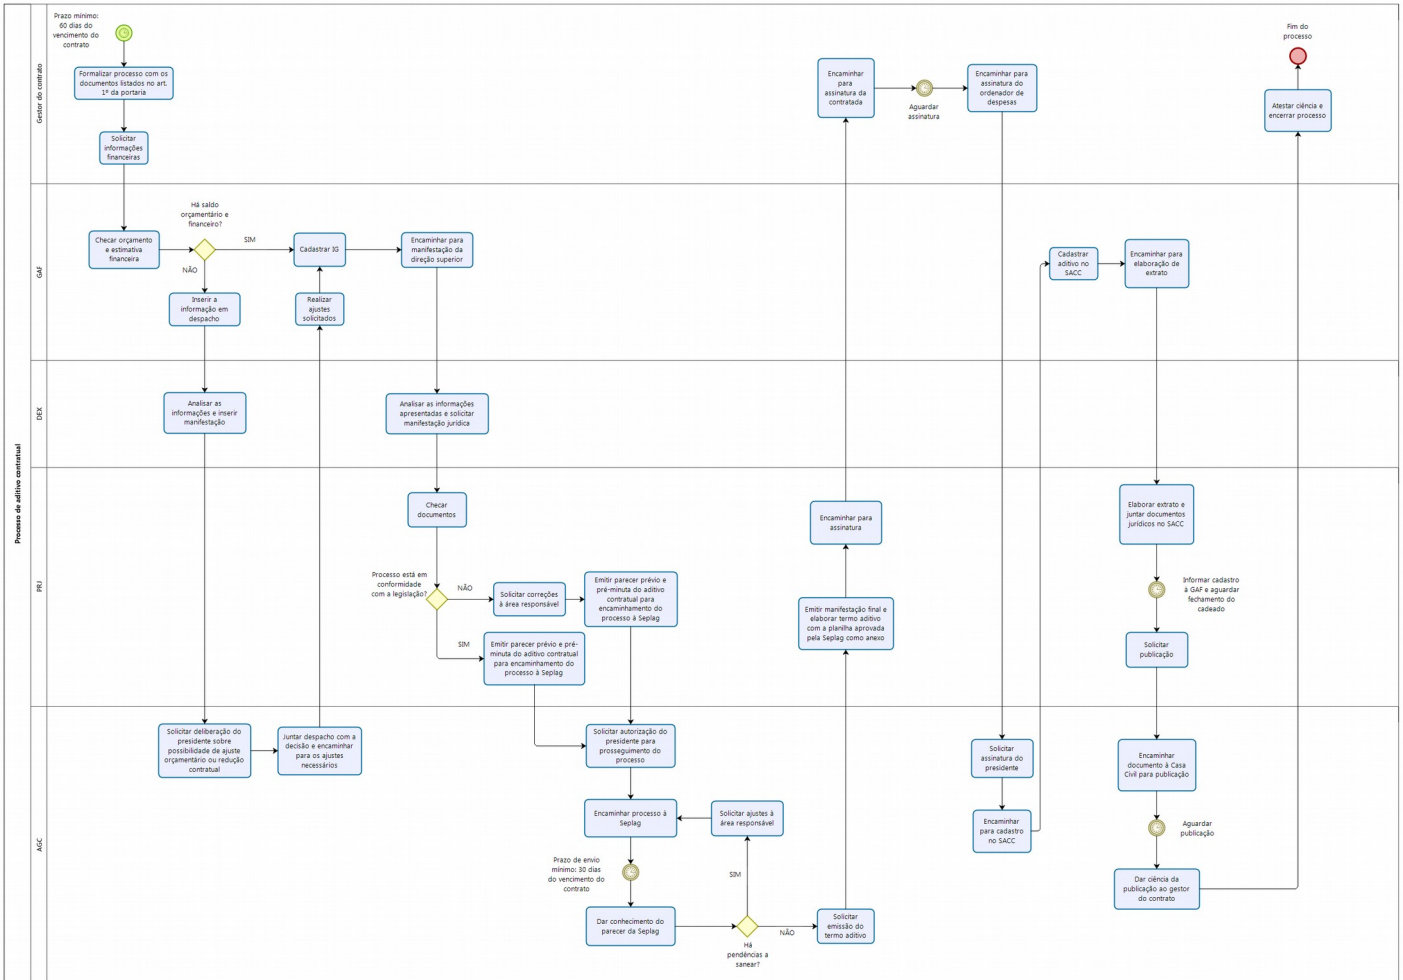 Processo de aditivo contratual
Gestor do contrato
Prazo mínimo:
60 dias do
vencimento do
contrato
Formalizar processo com os
documentos listados no art.
1º da portaria
Solicitar
informações
financeiras
Encaminhar
para
assinatura da
contratada
Aguardar
assinatura
Encaminhar para
assinatura do
ordenador de
despesas
Fim do
processo
Atestar ciência e
encerrar processo
GAF
Checar orçamento
e estimativa
financeira
Há saldo
orçamentário e
financeiro?
SIM
NÃO
Inserir a
informação em
despacho
Cadastrar IG
Realizar
ajustes
solicitados
Encaminhar para
manifestação da
direção superior
Cadastrar
aditivo no
SACC
Encaminhar para
elaboração de
extrato
DEX
Analisar as
informações e inserir
manifestação
Analisar as informações
apresentadas e solicitar
manifestação jurídica
PRJ
Checar
documentos
Processo está em
conformidade
com a legislação?
NÃO
Solicitar correções
à área responsável
Emitir parecer prévio e
pré-minuta do aditivo
contratual para
encaminhamento do
processo à Seplag
SIM
Emitir parecer prévio e pré-
minuta do aditivo contratual
para encaminhamento do
processo à Seplag
Encaminhar para
assinatura
Emitir manifestação final e
elaborar termo aditivo
com a planilha aprovada
pela Seplag como anexo
Elaborar extrato e
juntar documentos
jurídicos no SACC
Informar cadastro
à GAF e aguardar
fechamento do
cadeado
Solicitar
publicação
AGC
Solicitar deliberação do
presidente sobre
possibilidade de ajuste
orçamentário ou redução
contratual
Juntar despacho com a
decisão e encaminhar
para os ajustes
necessários
Solicitar autorização do
presidente para
prosseguimento do
processo
Encaminhar processo à
Seplag
Solicitar ajustes à
área responsável
Prazo de envio
mínimo: 30 dias
do vencimento do
contrato
SIM
Dar conhecimento do
parecer da Seplag
Há
pendências a
sanear?
NÃO
Solicitar
emissão do
termo aditivo
Solicitar
assinatura do
presidente
Encaminhar
para cadastro
no SACC
Encaminhar
documento à Casa
Civil para publicação
Aguardar
publicação
Dar ciência da
publicação ao gestor
do contrato